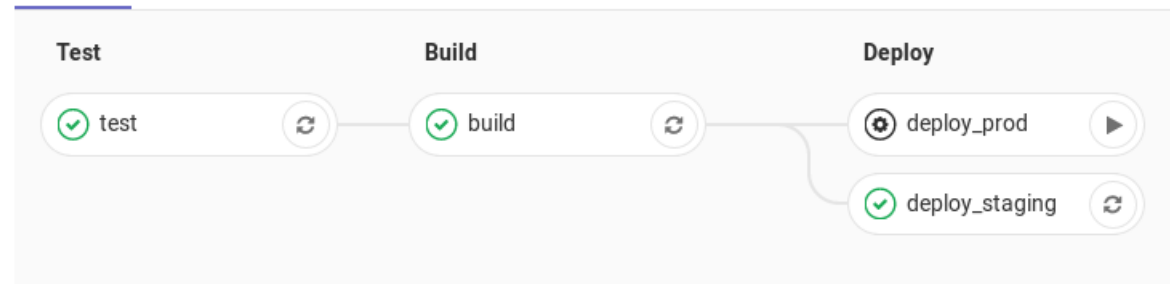 Test
Build
Deploy
test
build
deploy_prod
deploy_staging